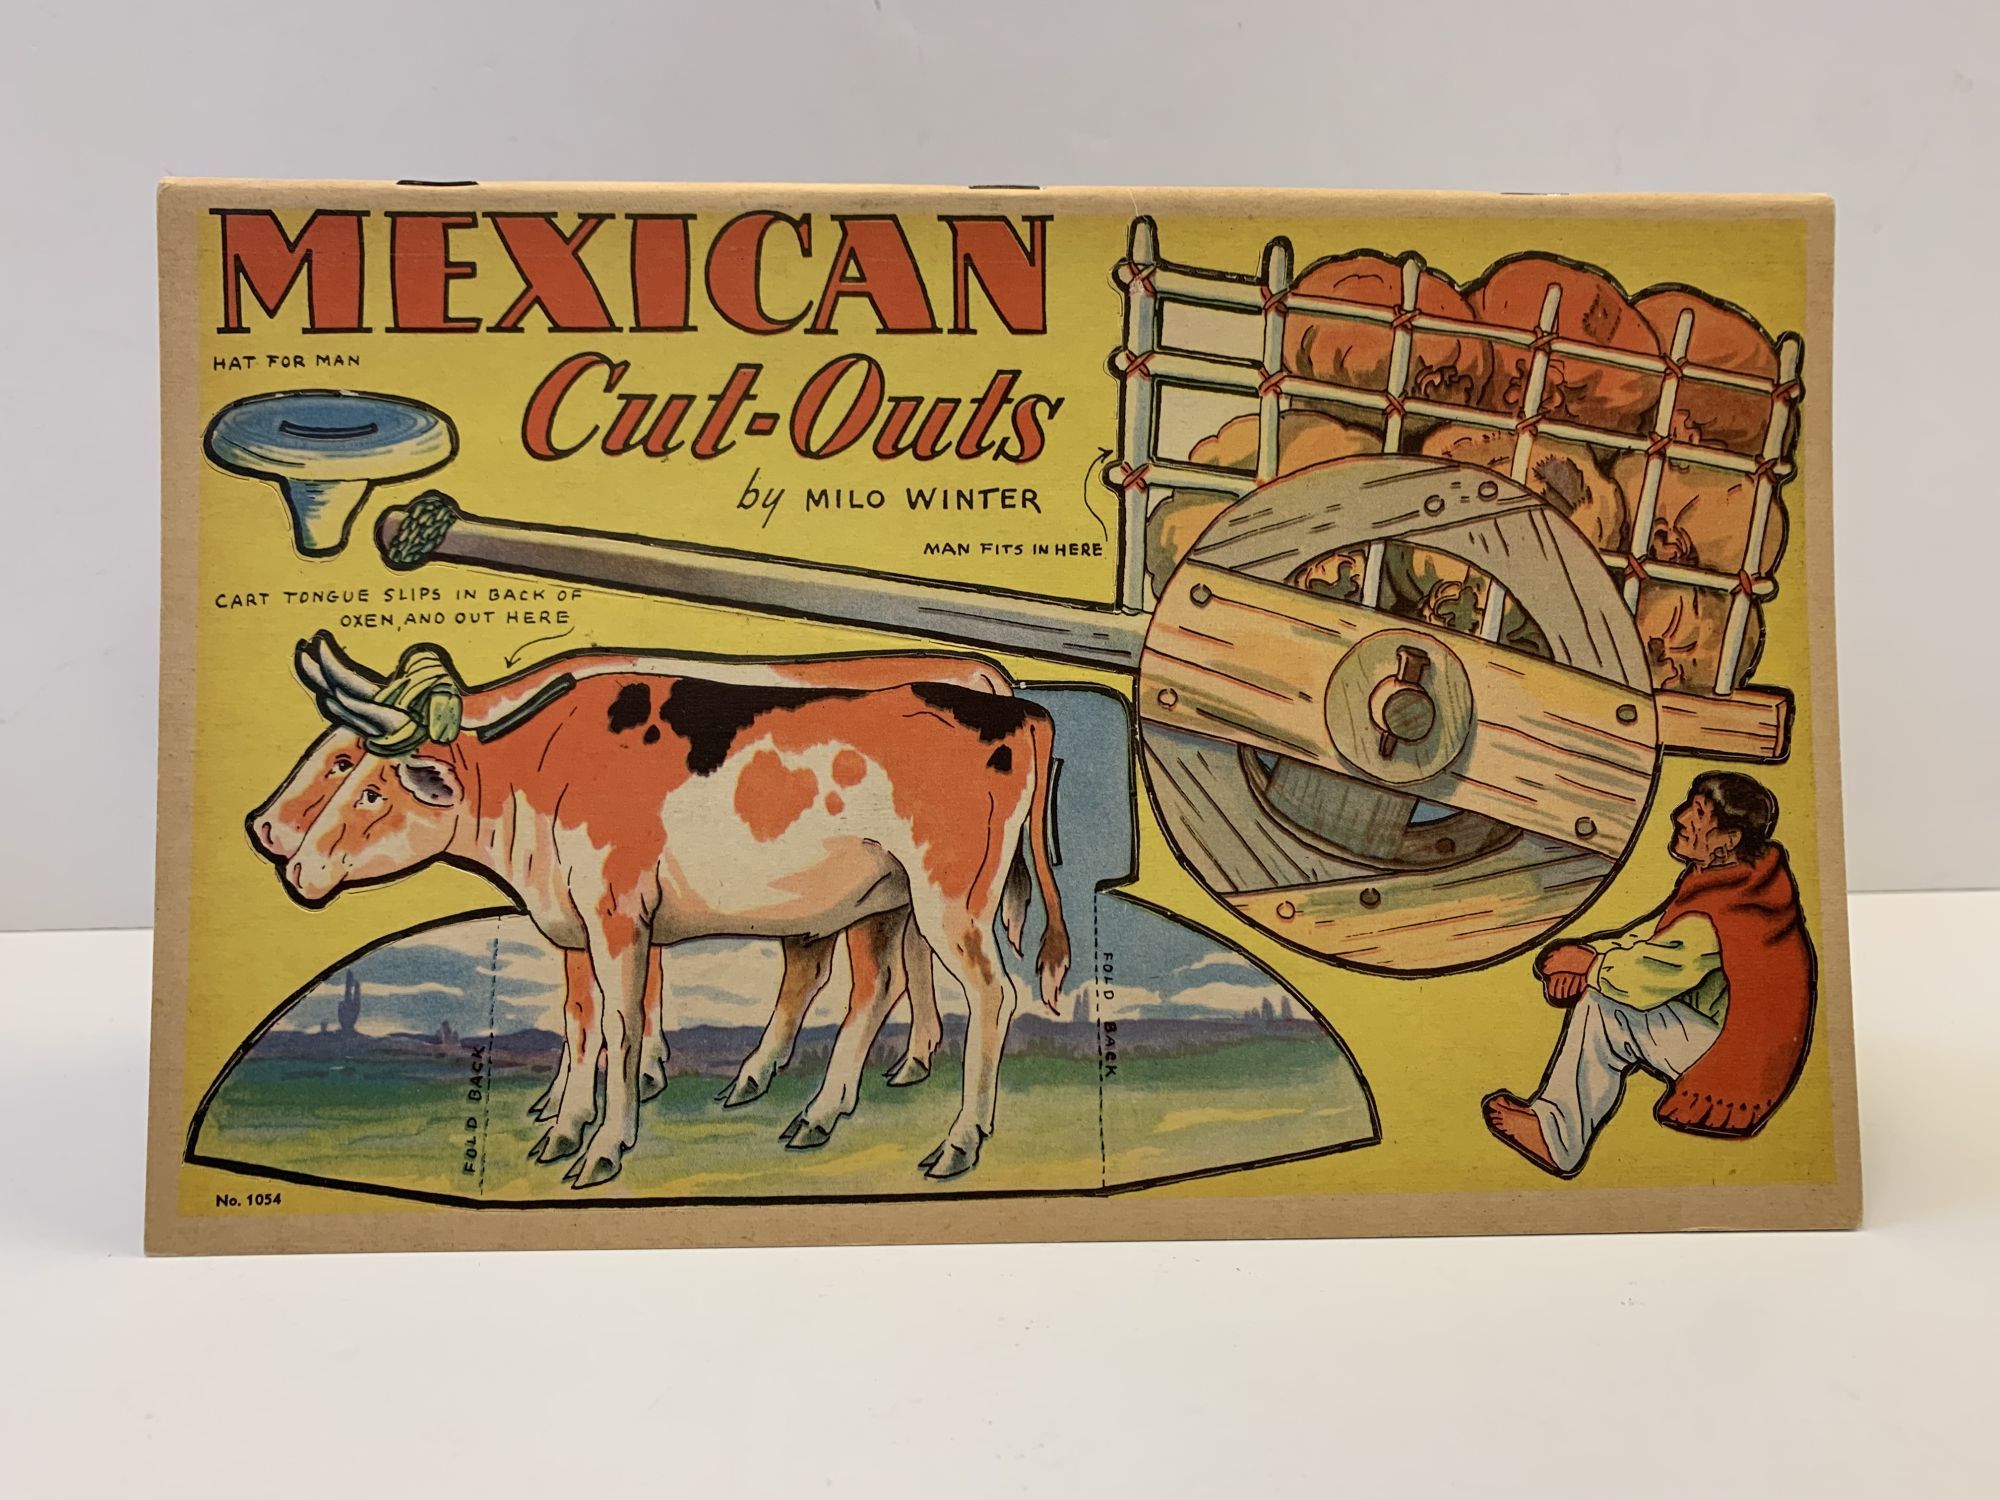 MEXICAN
Cut-Outs
by MILO WINTER
HAT FOR MAN
MAN FITS IN HERE
CART TONGUE SLIPS IN BACK OF
OXEN, AND OUT HERE
FOLD BACK
FOLD BACK
No. 1054